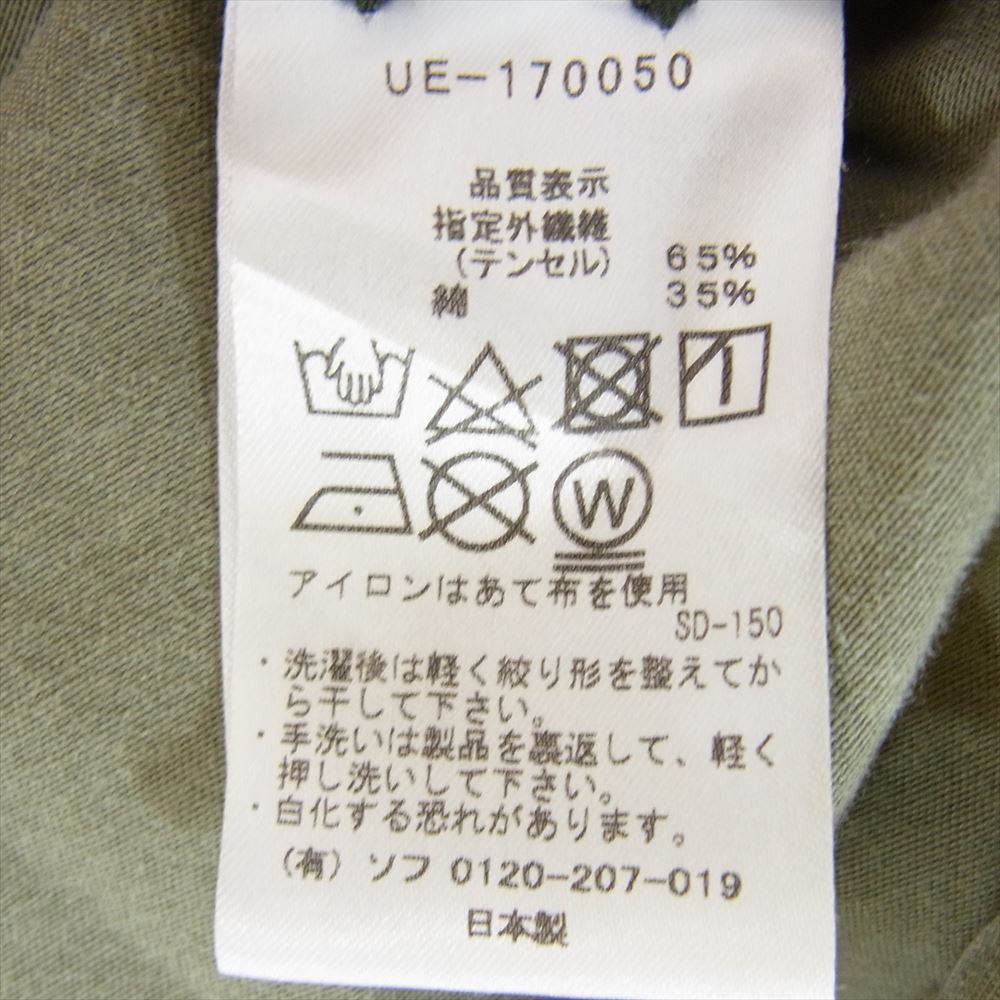 UE-170050
品質表示
指定外繊維
(テンセル) 65%
綿 35%
W
アイロンはあて布を使用
SD-150
・洗濯後は軽く絞り形を整えてか
ら干して下さい。
・手洗いは製品を裏返して、軽く
押し洗いして下さい。
・白化する恐れがあります。
(有) ソフ 0120-207-019
日本製